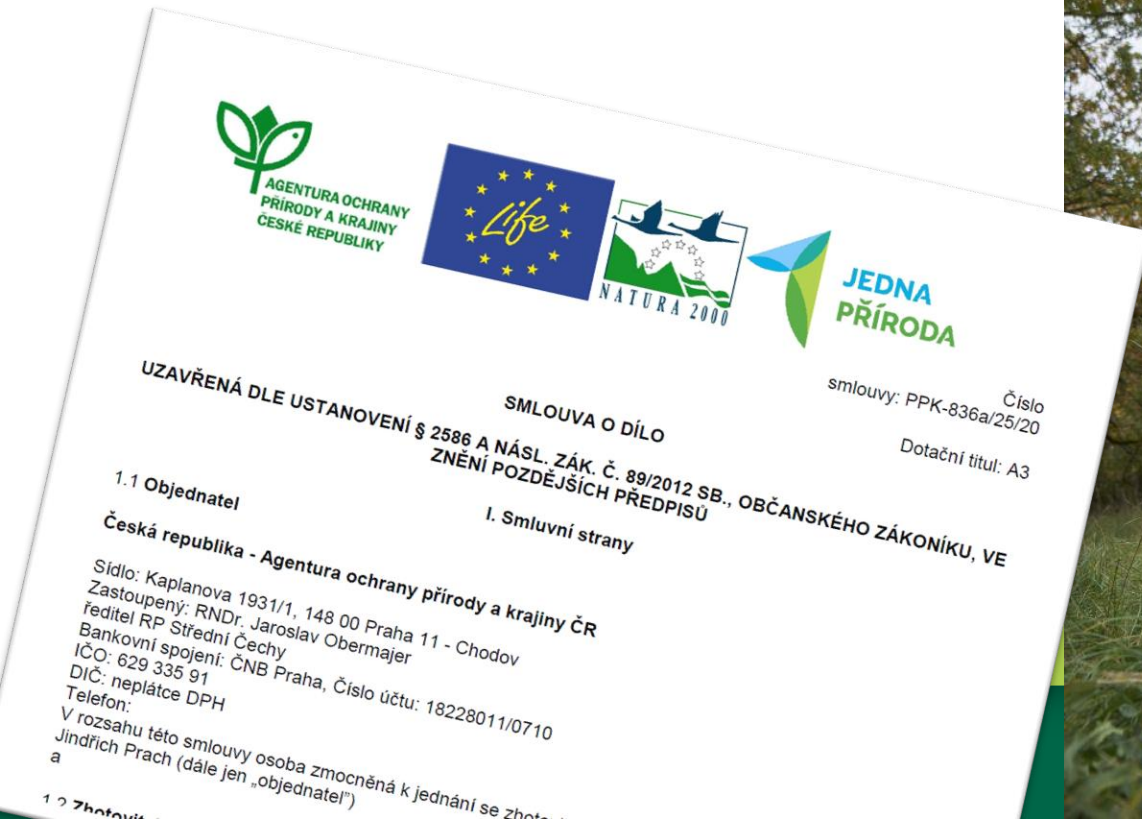 AGENTURA OCHRANY
PŘÍRODY A KRAJINY
ČESKÉ REPUBLIKY
Life
NATURA 2000
JEDNA
PŘÍRODA
Číslo
smlouvy: PPK-836a/25/20
Dotační titul: A3
SMLOUVA O DÍLO
UZAVŘENÁ DLE USTANOVENÍ § 2586 A NÁSL. ZÁK. Č. 89/2012 SB., OBČANSKÉHO ZÁKONÍKU, VE
ZNĚNÍ POZDĚJŠÍCH PŘEDPISŮ
I. Smluvní strany
1.1 Objednatel
Česká republika - Agentura ochrany přírody a krajiny ČR
Sídlo: Kaplanova 1931/1, 148 00 Praha 11 - Chodov
Zastoupený: RNDr. Jaroslav Obermajer
ředitel RP Střední Čechy
Bankovní spojení: ČNB Praha, Číslo účtu: 18228011/0710
IČO: 629 335 91
DIČ: neplátce DPH
Telefon:
V rozsahu této smlouvy osoba zmocněná k jednání se
Jindřich Prach (dále jen „objednatel")
a
1.2